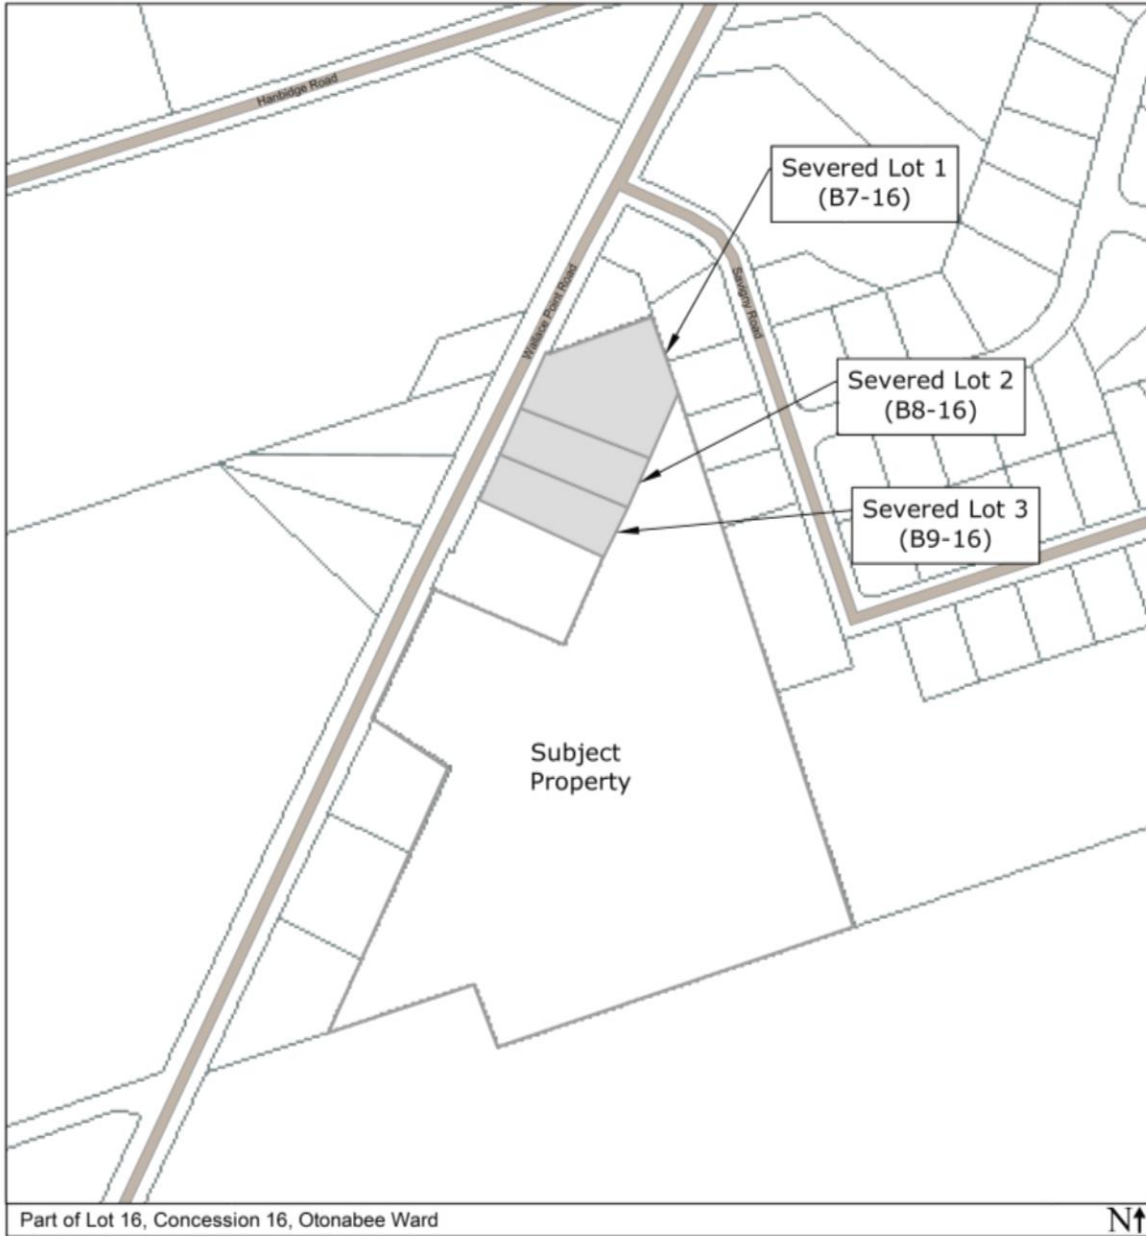 Hanbidge Road
Severed Lot 1
(B7-16)
Wallace Point Road
Savigny Road
Severed Lot 2
(B8-16)
Severed Lot 3
(B9-16)
Subject
Property
Part of Lot 16, Concession 16, Otonabee Ward
N